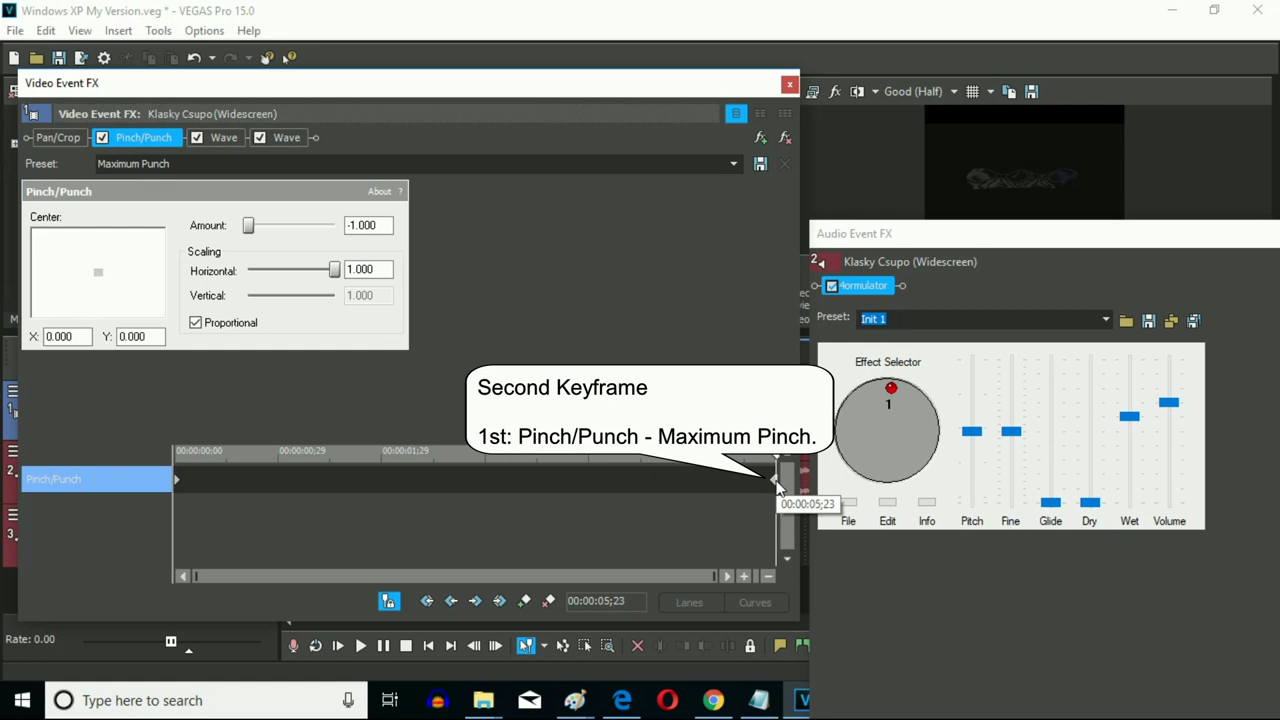 Windows XP My Version.veg * - VEGAS Pro 15.0
File Edit View Insert Tools Options Help
Video Event FX
Good (Half)
Video Event FX: Klasky Csupo (Widescreen)
Pan/Crop Pinch/Punch Wave Wave
Preset: Maximum Punch
Pinch/Punch About ?
Center:
Amount: -1.000
Scaling
Horizontal: 1.000
Vertical: 1.000
Proportional
X: 0.000 Y: 0.000
Audio Event FX
2 Klasky Csupo (Widescreen)
4ormulator
Preset: Init 1
Effect Selector
1
File Edit Info Pitch Fine Glide Dry Wet Volume
Second Keyframe
1st: Pinch/Punch - Maximum Pinch.
00:00:00;00 00:00:00;29 00:00:01;29
Pinch/Punch
00:00:05;23
00:00:05;23 Lanes Curves
Rate: 0.00
Type here to search